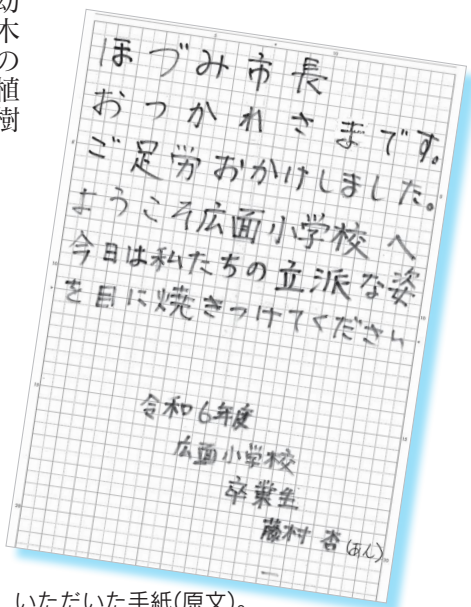 幼木の植樹
ほづみ市長
おつかれさまです。
ご足労おかけしました。
ようこそ広面小学校へ
今日は私たちの立派な姿
を目に焼きつけてください
令和6年度
広面小学校
卒業生
藤村 杏(あん)
いただいた手紙(原文)。